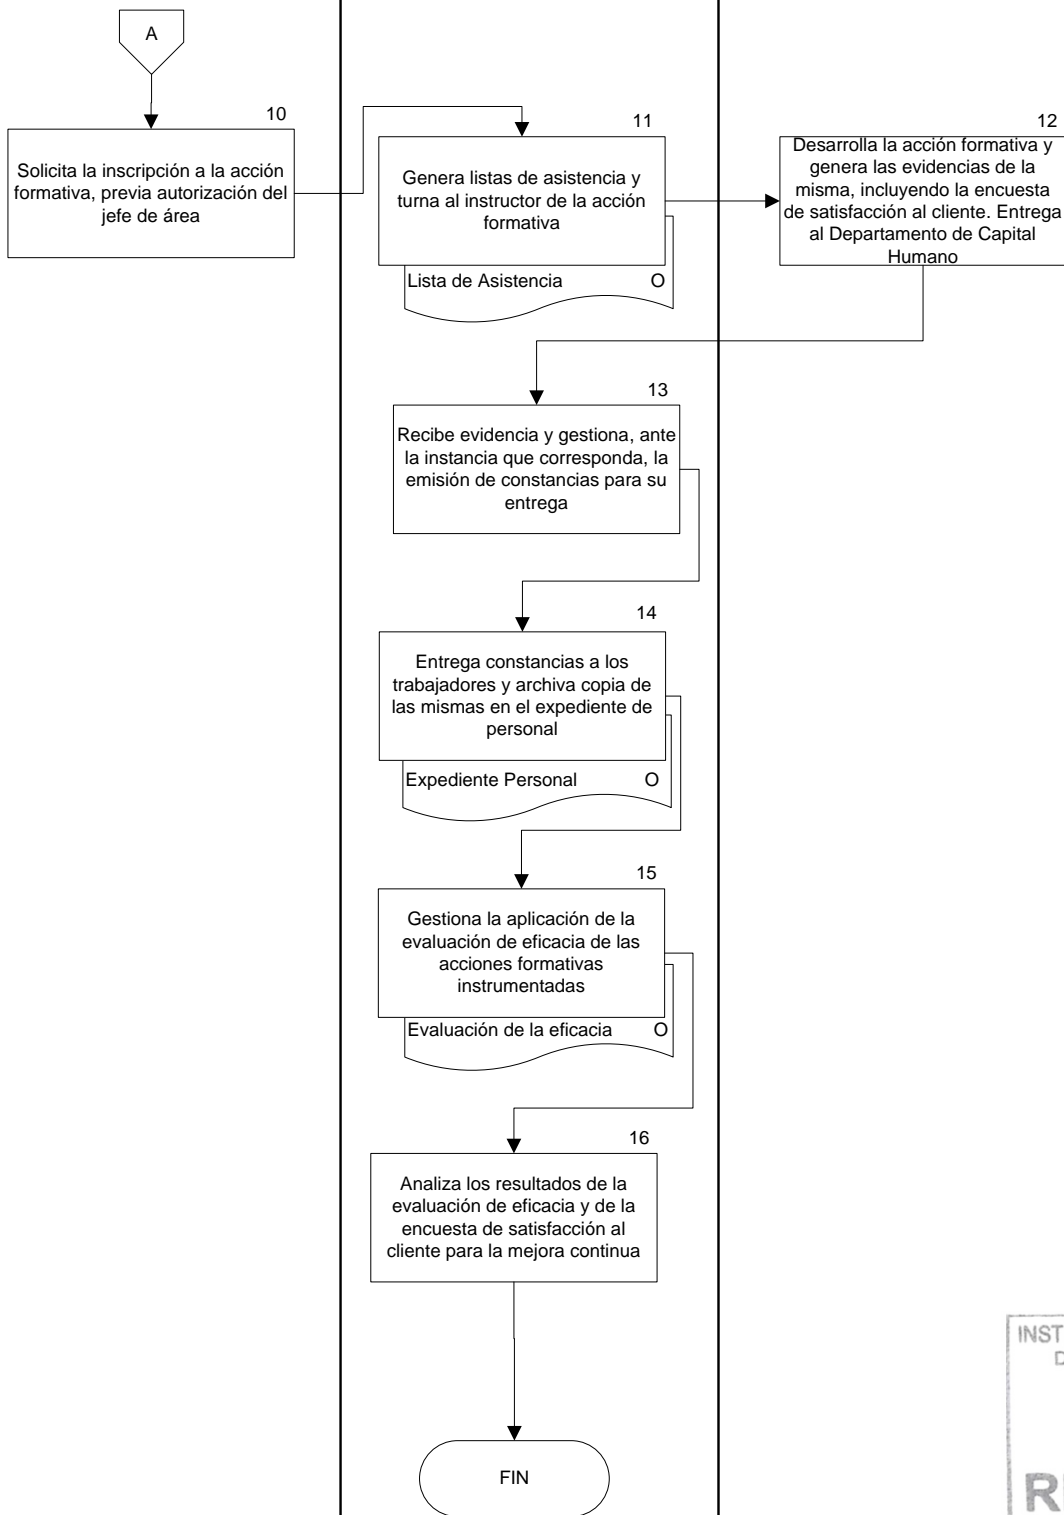 A
10
Solicita la inscripción a la acción
formativa, previa autorización del
jefe de área
11
Genera listas de asistencia y
turna al instructor de la acción
formativa
Lista de Asistencia O
12
Desarrolla la acción formativa y
genera las evidencias de la
misma, incluyendo la encuesta
de satisfacción al cliente. Entrega
al Departamento de Capital
Humano
13
Recibe evidencia y gestiona, ante
la instancia que corresponda, la
emisión de constancias para su
entrega
14
Entrega constancias a los
trabajadores y archiva copia de
las mismas en el expediente de
personal
Expediente Personal O
15
Gestiona la aplicación de la
evaluación de eficacia de las
acciones formativas
instrumentadas
Evaluación de la eficacia O
16
Analiza los resultados de la
evaluación de eficacia y de la
encuesta de satisfacción al
cliente para la mejora continua
FIN
INST